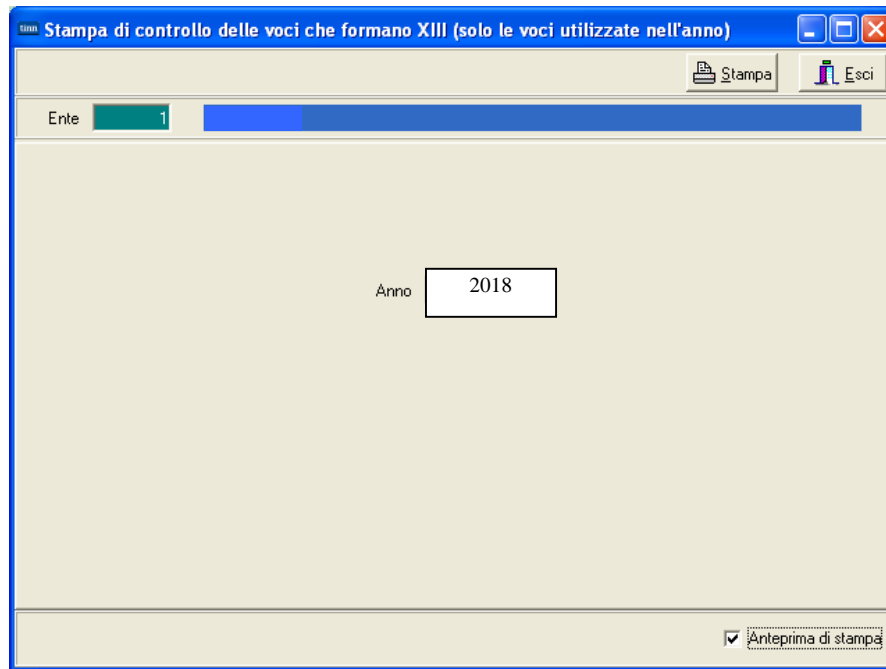 tinn Stampa di controllo delle voci che formano XIII (solo le voci utilizzate nell'anno)
Stampa Esci
Ente 1
Anno 2018
Anteprima di stampa